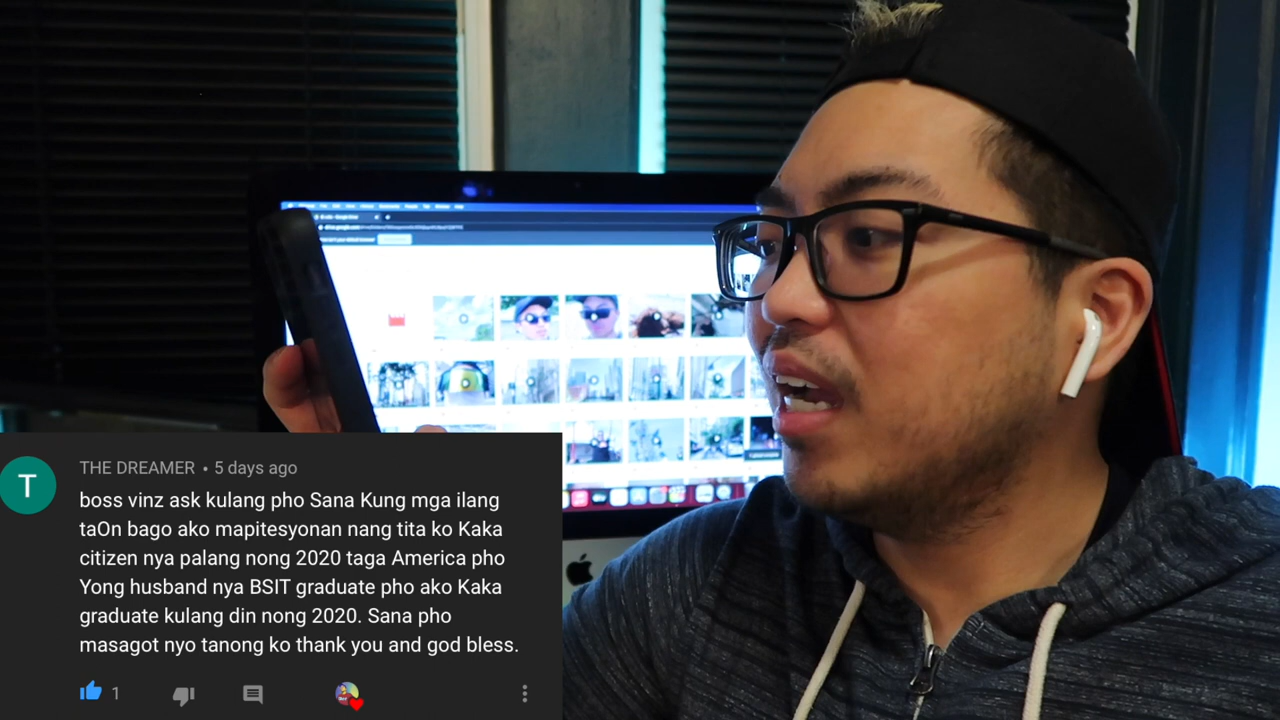 T
THE DREAMER • 5 days ago
boss vinz ask kulang pho Sana Kung mga ilang
taOn bago ako mapitesyonan nang tita ko Kaka
citizen nya palang nong 2020 taga America pho
Yong husband nya BSIT graduate pho ako Kaka
graduate kulang din nong 2020. Sana pho
masagot nyo tanong ko thank you and god bless.
1